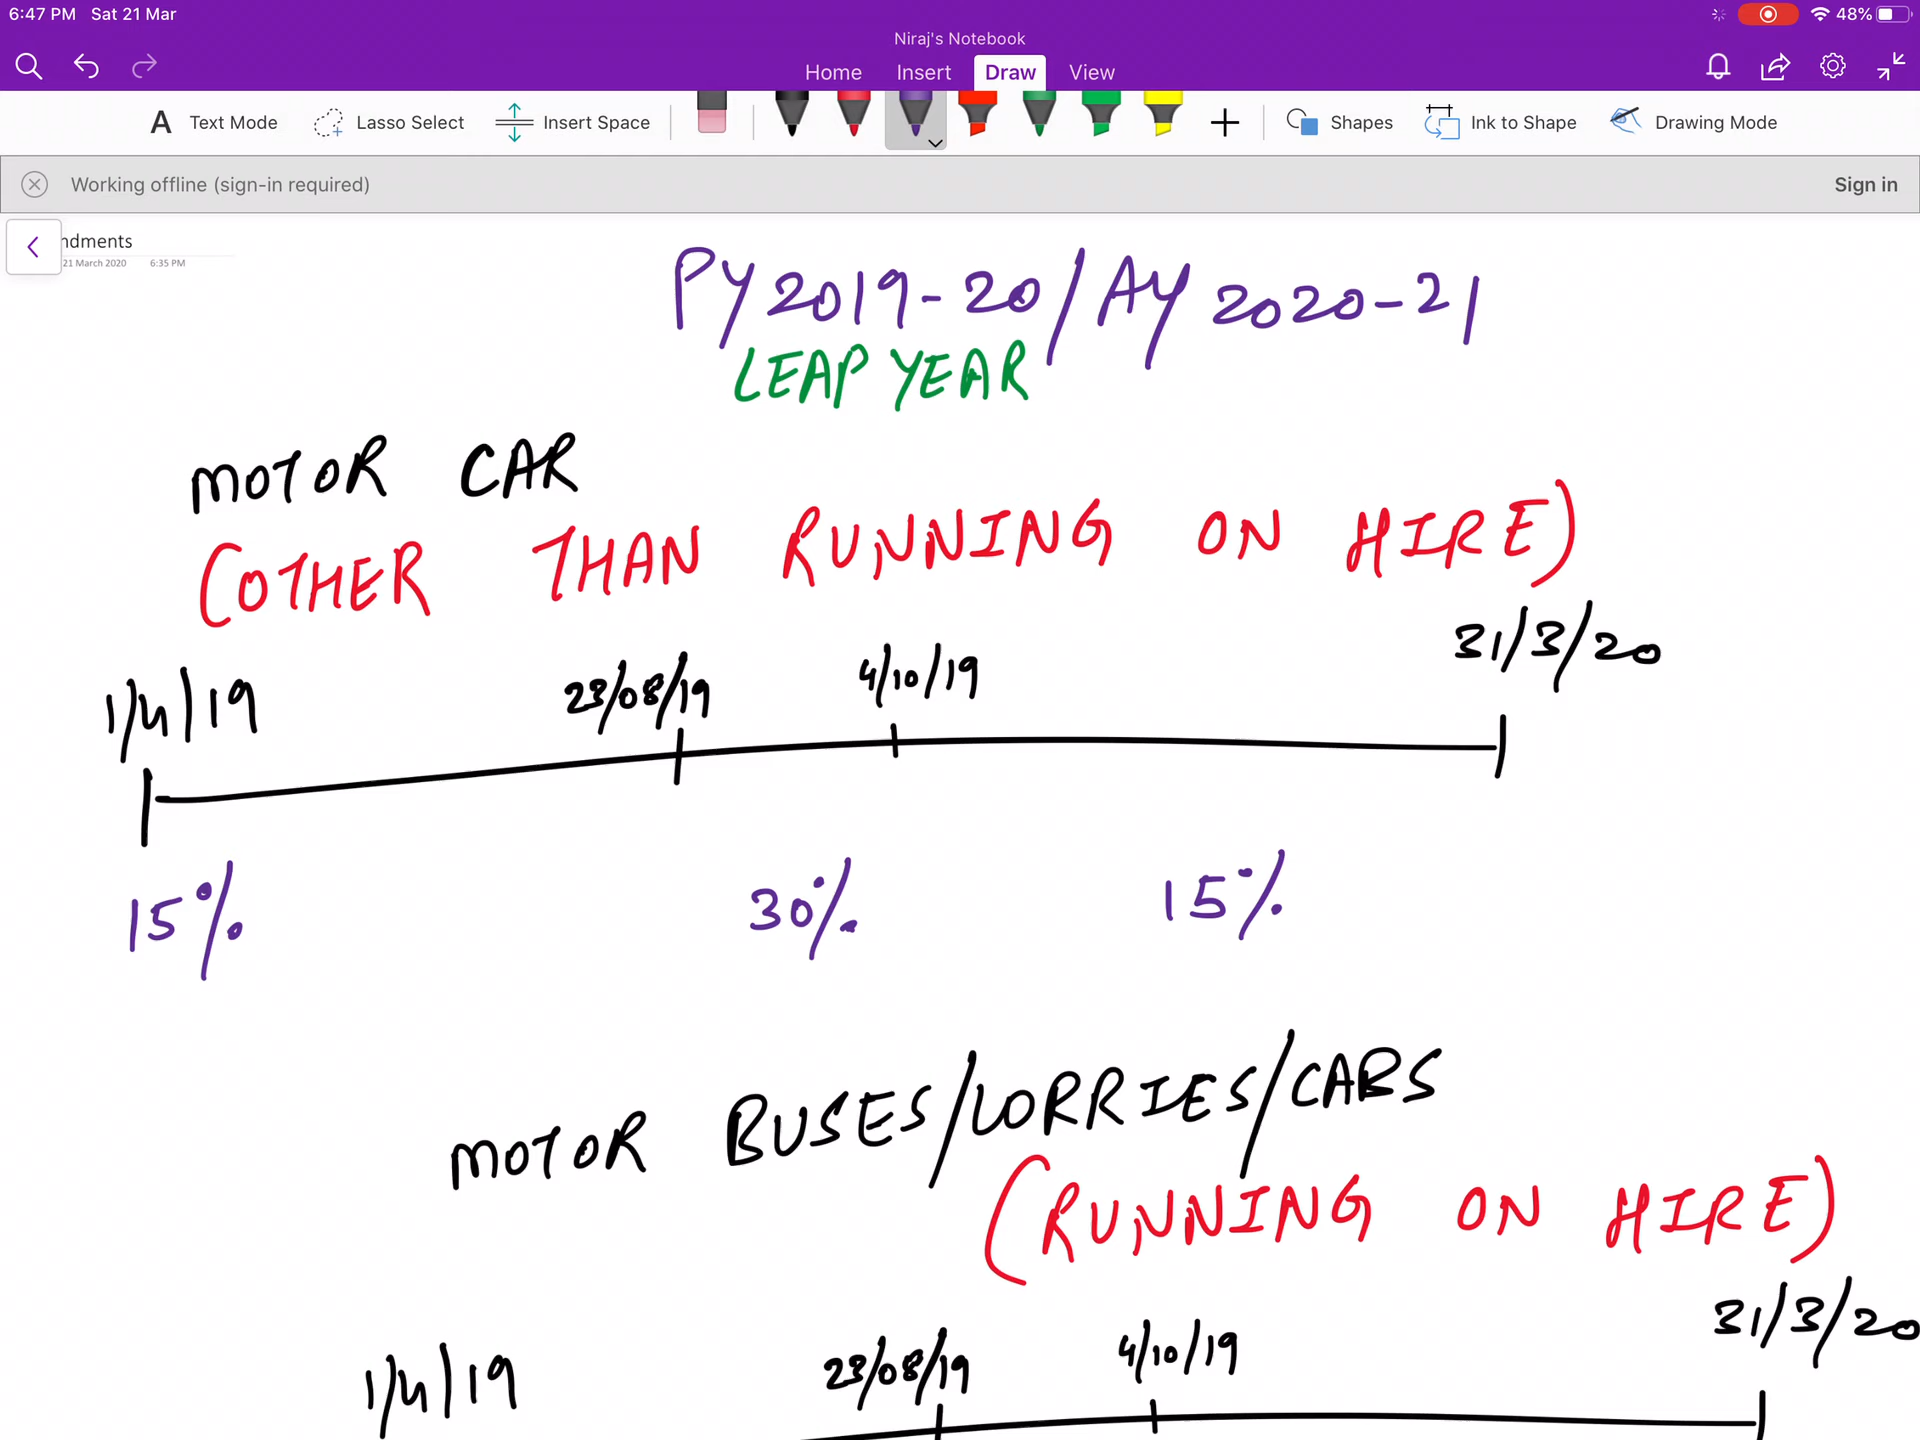 6:47 PM Sat 21 Mar
48%
Niraj's Notebook
Home Insert Draw View
A Text Mode Lasso Select Insert Space Shapes Ink to Shape Drawing Mode
Working offline (sign-in required) Sign in
ndments
21 March 2020 6:35 PM
PY 2019-20/AY 2020-21
LEAP YEAR
MOTOR CAR
(OTHER THAN RUNNING ON HIRE)
1/4/19 23/08/19 4/10/19 31/3/20
15% 30% 15%
MOTOR BUSES/LORRIES/CABS
(RUNNING ON HIRE)
1/4/19 23/08/19 4/10/19 31/3/20